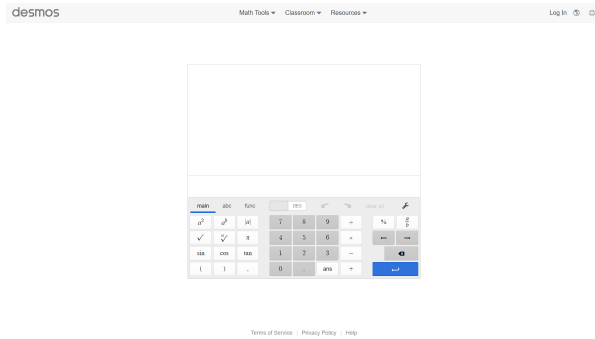 desmos Math Tools Classroom Resources Log In
main abc func DEG clear all
a² aᵇ |a| 7 8 9 ÷ % a/b
√ ⁿ√ π 4 5 6 × ← →
sin cos tan 1 2 3 −
( ) , 0 . ans +
Terms of Service | Privacy Policy | Help